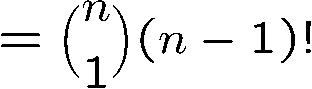 = \binom{n}{1} (n - 1)!